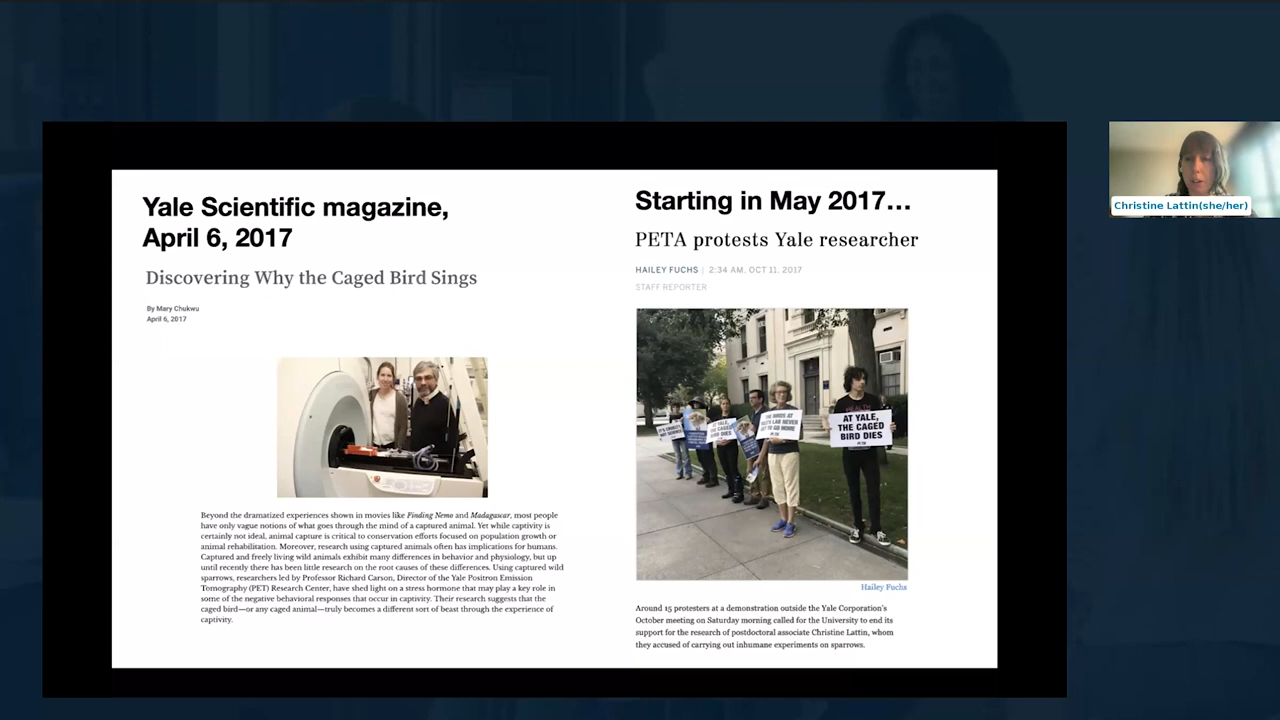 Yale Scientific magazine,
April 6, 2017
Discovering Why the Caged Bird Sings
By Mary Chukwu
April 6, 2017
Beyond the dramatized experiences shown in movies like Finding Nemo and Madagascar, most people
have only vague notions of what goes through the mind of a captured animal. Yet while captivity is
certainly not ideal, animal capture is critical to conservation efforts focused on population growth or
animal rehabilitation. Moreover, research using captured animals often has implications for humans.
Captured and freely living wild animals exhibit many differences in behavior and physiology, but up
until recently there has been little research on the root causes of these differences. Using captured wild
sparrows, researchers led by Professor Richard Carson, Director of the Yale Positron Emission
Tomography (PET) Research Center, have shed light on a stress hormone that may play a key role in
some of the negative behavioral responses that occur in captivity. Their research suggests that the
caged bird—or any caged animal—truly becomes a different sort of beast through the experience of
captivity.
Starting in May 2017...
PETA protests Yale researcher
HAILEY FUCHS | 2:34 AM, OCT 11, 2017
STAFF REPORTER
AT YALE,
THE CAGED
BIRD DIES
AT YALE,
THE CAGED
BIRD DIES
Hailey Fuchs
Around 15 protesters at a demonstration outside the Yale Corporation's
October meeting on Saturday morning called for the University to end its
support for the research of postdoctoral associate Christine Lattin, whom
they accused of carrying out inhumane experiments on sparrows.
Christine Lattin(she/her)